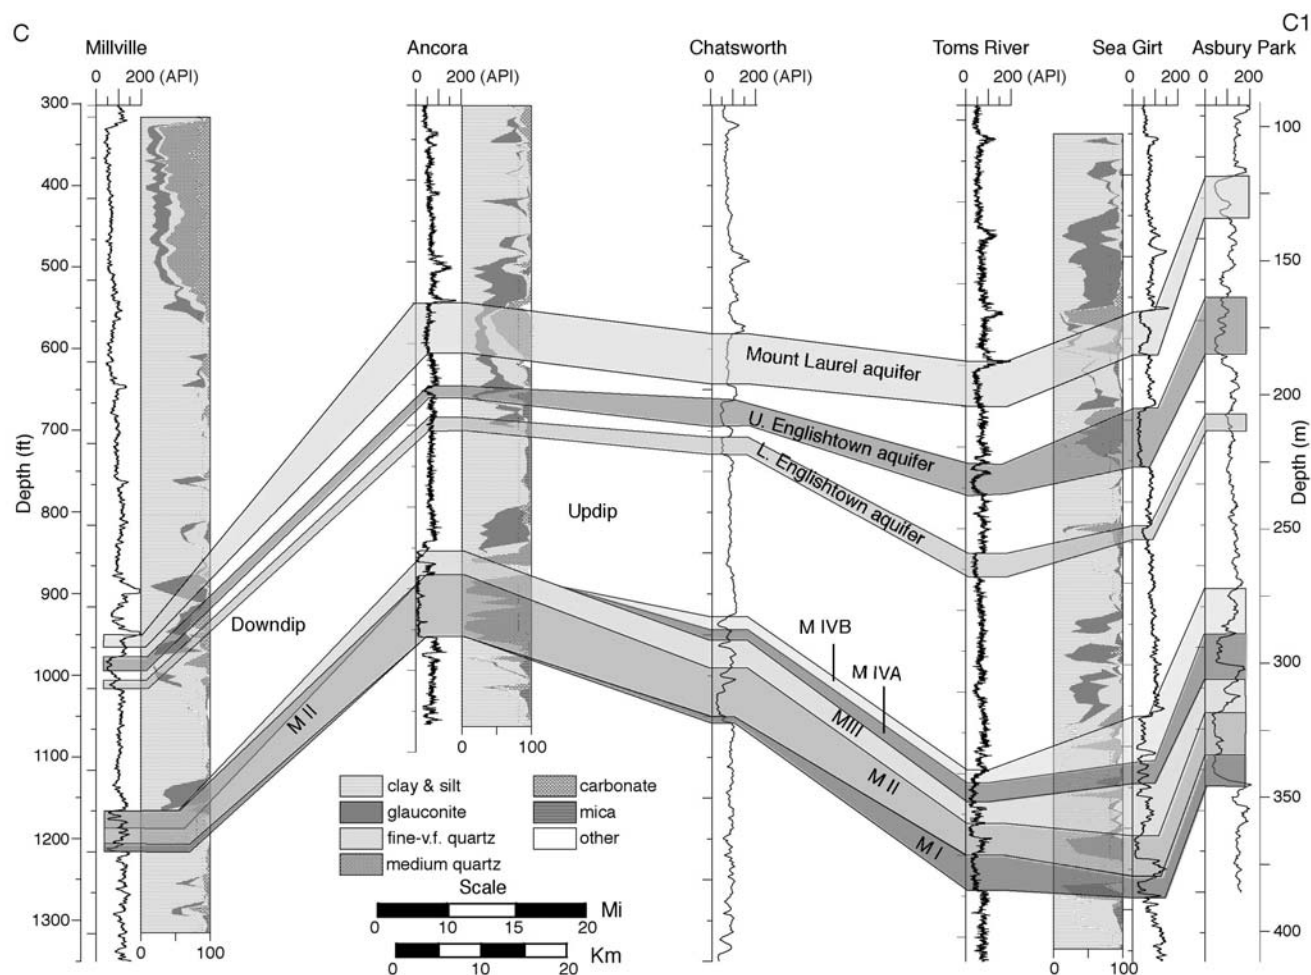 C
C1
Millville
Ancora
Chatsworth
Toms River
Sea Girt
Asbury Park
0 200 (API)
0 200 (API)
0 200 (API)
0 200 (API)
0 200
0 200
300
400
500
600
700
800
900
1000
1100
1200
1300
Depth (ft)
100
150
200
250
300
350
400
Depth (m)
Mount Laurel aquifer
U. Englishtown aquifer
L. Englishtown aquifer
Updip
Downdip
M IVB
M IVA
MIII
M II
M II
M I
0 100
0 100
0 100
clay & silt
glauconite
fine-v.f. quartz
medium quartz
carbonate
mica
other
Scale
Mi
0 10 15 20
Km
0 10 20